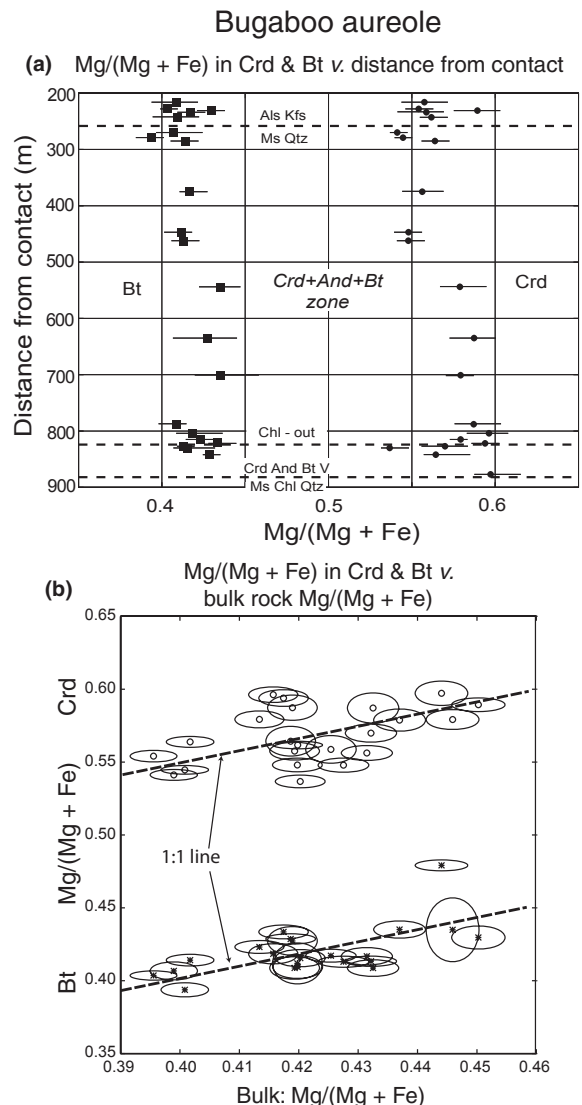 Bugaboo aureole
(a) Mg/(Mg + Fe) in Crd & Bt v. distance from contact
200
300
400
500
600
700
800
900
Distance from contact (m)
Als Kfs
Ms Qtz
Bt
Crd+And+Bt
zone
Crd
Chl - out
Crd And Bt V
Ms Chl Qtz
0.4
0.5
0.6
Mg/(Mg + Fe)
(b)
Mg/(Mg + Fe) in Crd & Bt v.
bulk rock Mg/(Mg + Fe)
0.65
0.60
0.55
0.50
0.45
0.40
0.35
Crd
Mg/(Mg + Fe)
Bt
1:1 line
0.39
0.40
0.41
0.42
0.43
0.44
0.45
0.46
Bulk: Mg/(Mg + Fe)